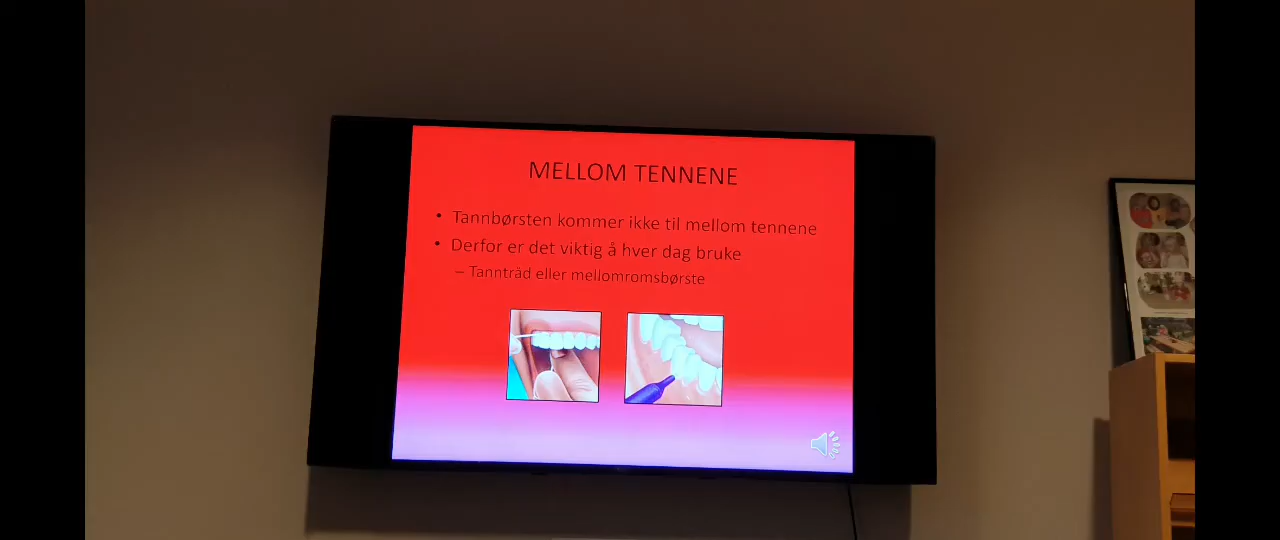 MELLOM TENNENE
• Tannbørsten kommer ikke til mellom tennene
• Derfor er det viktig å hver dag bruke
– Tanntråd eller mellomromsbørste